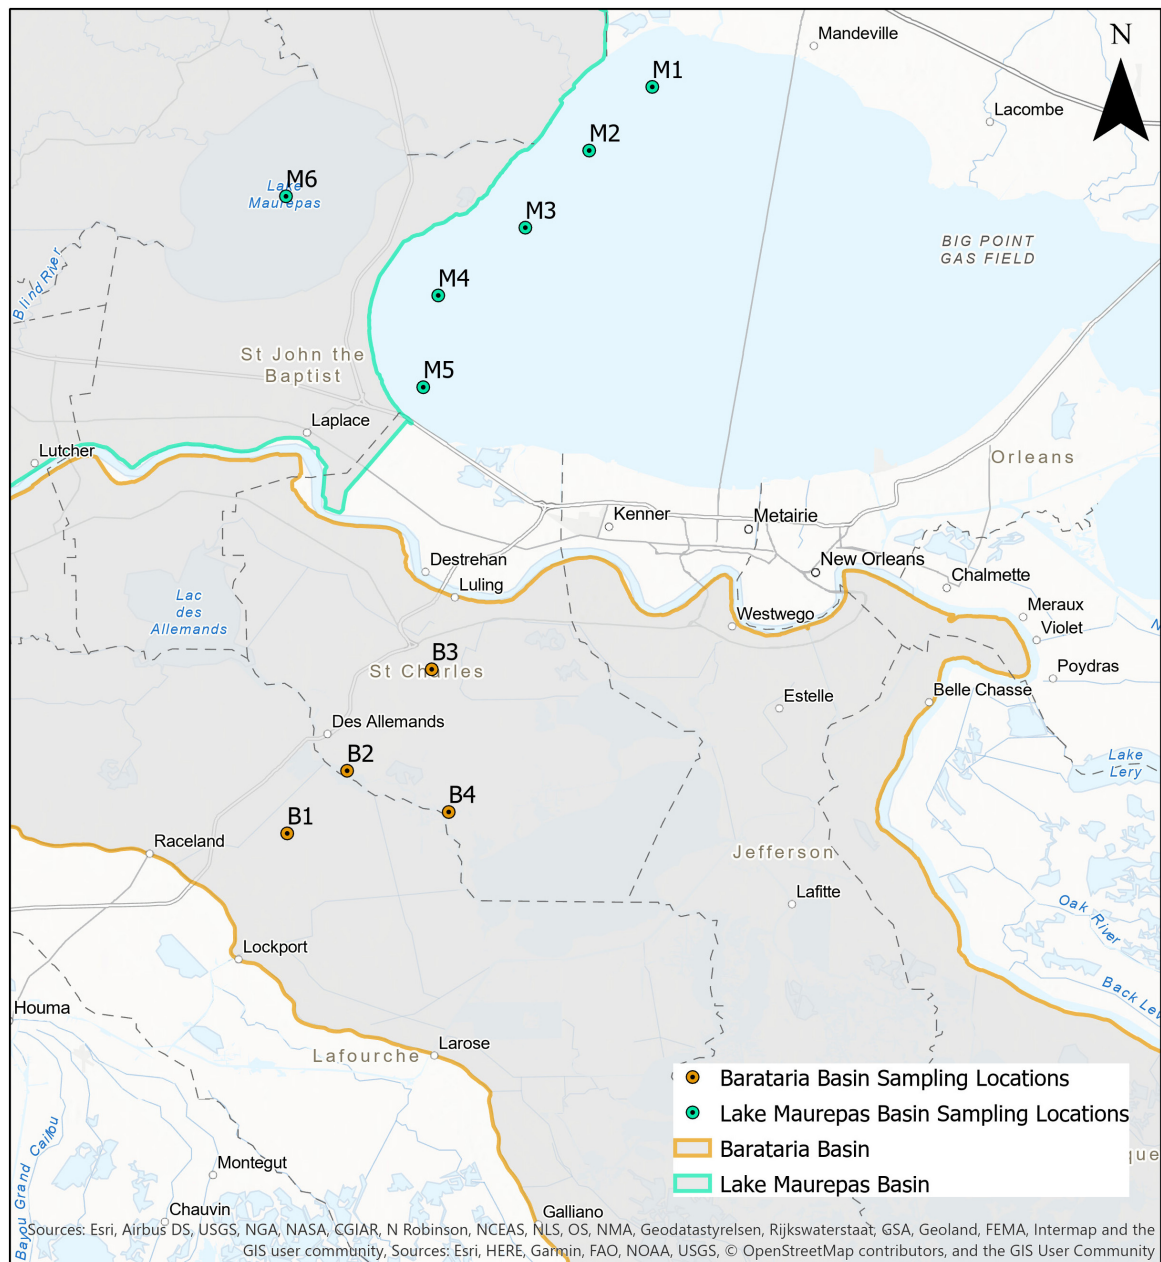 N
Mandeville
M1
Lacombe
M2
M6
Lake
Maurepas
M3
BIG POINT
GAS FIELD
Blind River
M4
St John the
Baptist
M5
Laplace
Lutcher
Orleans
Kenner
Metairie
Destrehan
New Orleans
Luling
Chalmette
Lac
des
Allemands
Meraux
Westwego
Violet
B3
St Charles
Poydras
Estelle
Belle Chasse
Des Allemands
B2
Lake
Lery
B4
B1
Raceland
Jefferson
Lafitte
Oak River
Lockport
Back Lev
Houma
Larose
Lafourche
Barataria Basin Sampling Locations
Lake Maurepas Basin Sampling Locations
Barataria Basin
que
Lake Maurepas Basin
Bayou Grand Caillou
Montegut
Chauvin
Galliano
Sources: Esri, Airbus DS, USGS, NGA, NASA, CGIAR, N Robinson, NCEAS, NLS, OS, NMA, Geodatastyrelsen, Rijkswaterstaat, GSA, Geoland, FEMA, Intermap and the
GIS user community, Sources: Esri, HERE, Garmin, FAO, NOAA, USGS, © OpenStreetMap contributors, and the GIS User Community